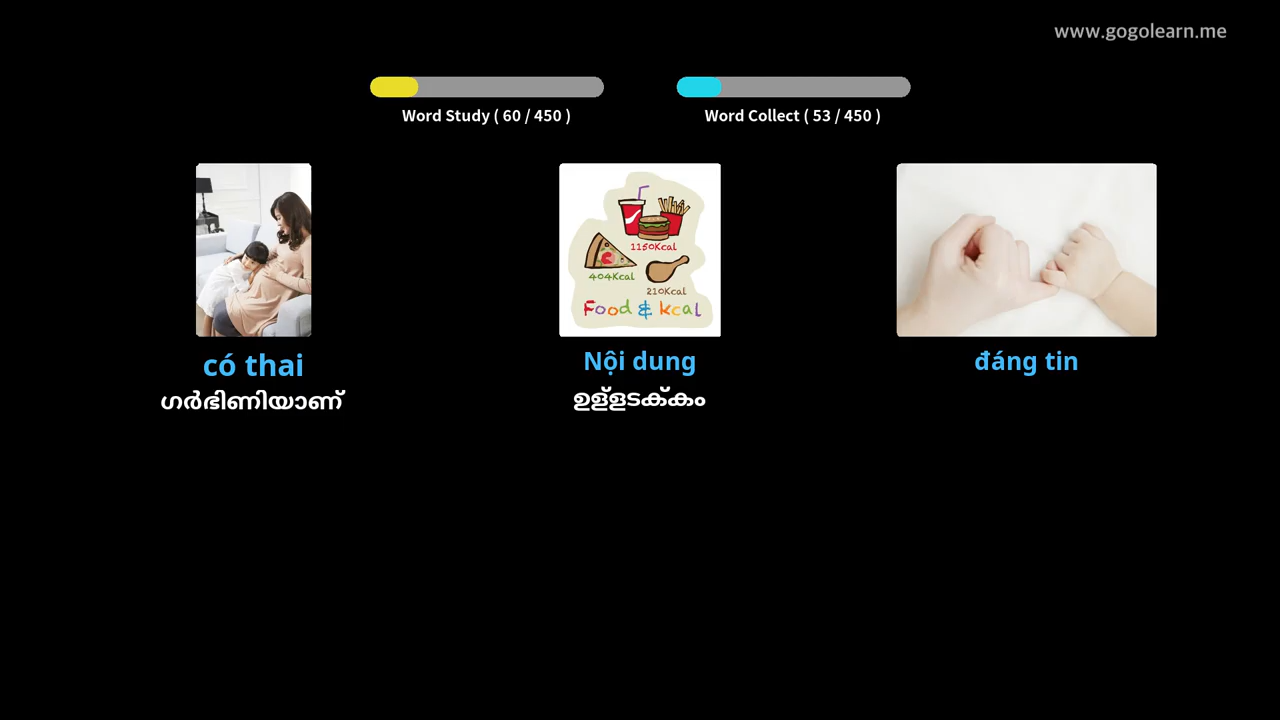 www.gogolearn.me
Word Study ( 60 / 450 )
Word Collect ( 53 / 450 )
1150Kcal
404Kcal
210Kcal
Food & kcal
có thai
Nội dung
đáng tin
ഗർഭിണിയാണ്
ഉള്ളടക്കം